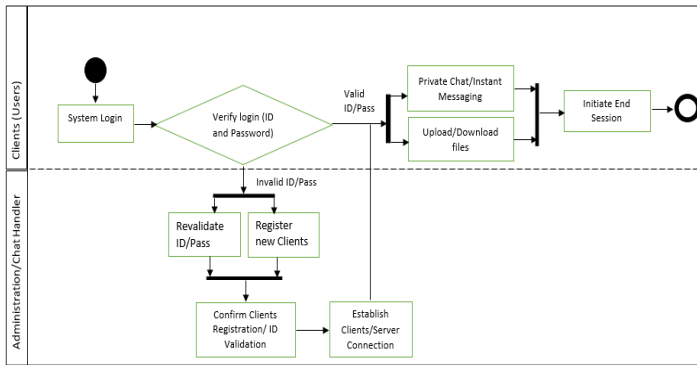 Clients (Users)
System Login
Verify login (ID
and Password)
Valid
ID/Pass
Private Chat/Instant
Messaging
Upload/Download
files
Initiate End
Session
Administration/Chat Handler
Invalid ID/Pass
Revalidate
ID/Pass
Register
new Clients
Confirm Clients
Registration/ ID
Validation
Establish
Clients/Server
Connection